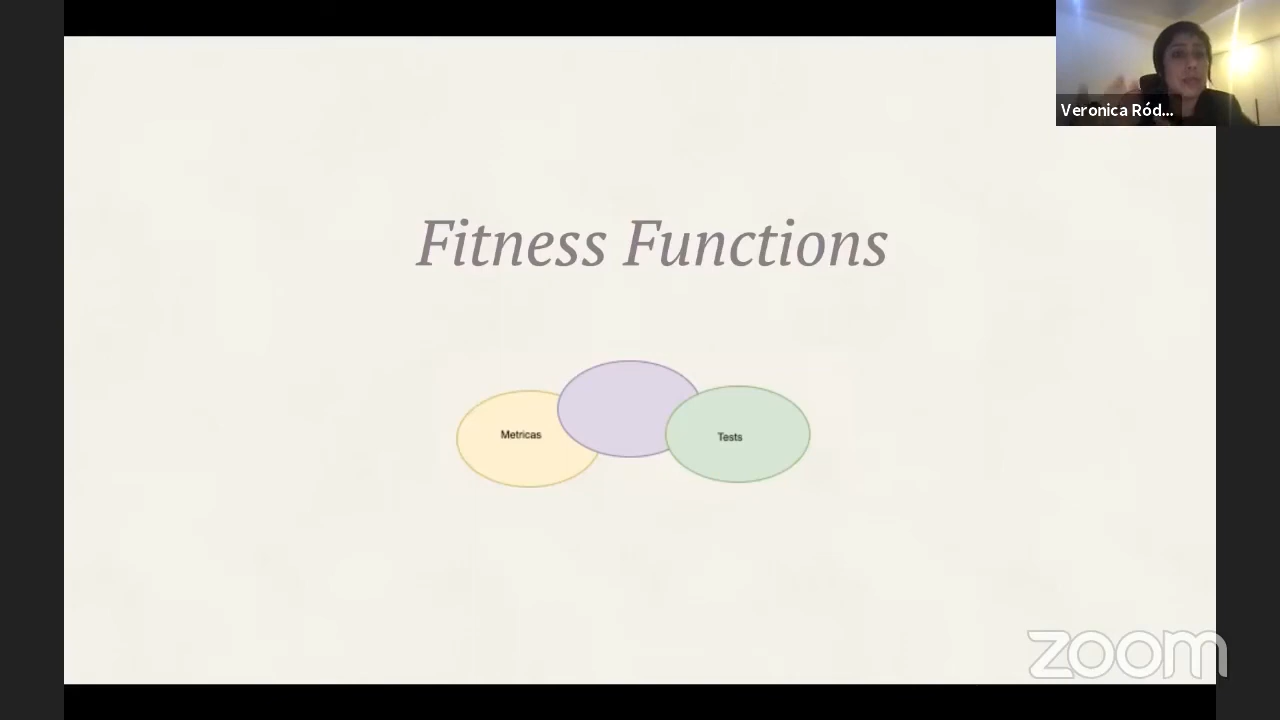 Veronica Ród...
Fitness Functions
Metricas
Tests
zoom